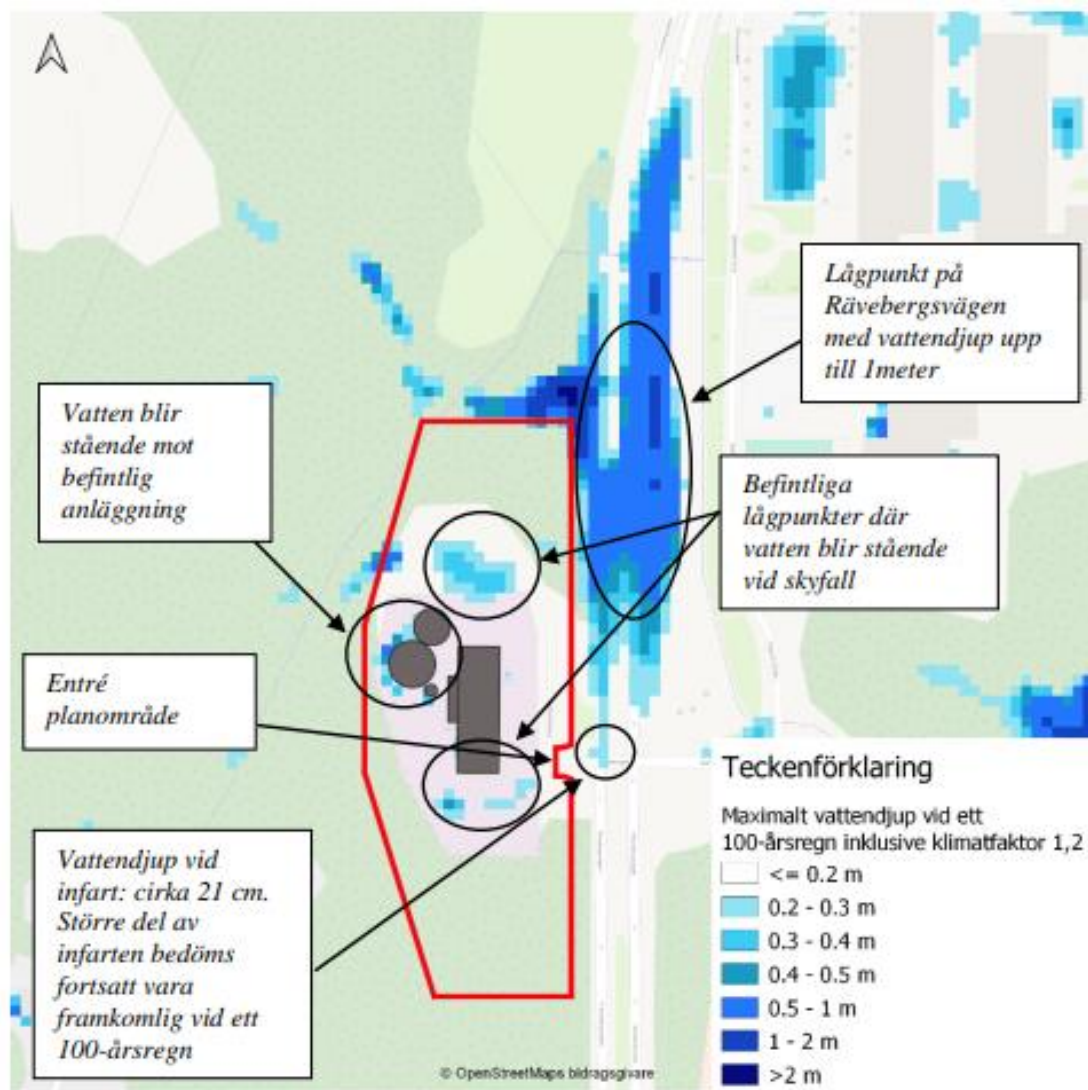 Lågpunkt på
Rävebergsvägen
med vattendjup upp
till 1meter
Vatten blir
stående mot
befintlig
anläggning
Befintliga
lågpunkter där
vatten blir stående
vid skyfall
Entré
planområde
Vattendjup vid
infart: cirka 21 cm.
Större del av
infarten bedöms
fortsatt vara
framkomlig vid ett
100-årsregn
Teckenförklaring
Maximalt vattendjup vid ett
100-årsregn inklusive klimatfaktor 1,2
<= 0.2 m
0.2 - 0.3 m
0.3 - 0.4 m
0.4 - 0.5 m
0.5 - 1 m
1 - 2 m
>2 m
© OpenStreetMaps bidragsgivare